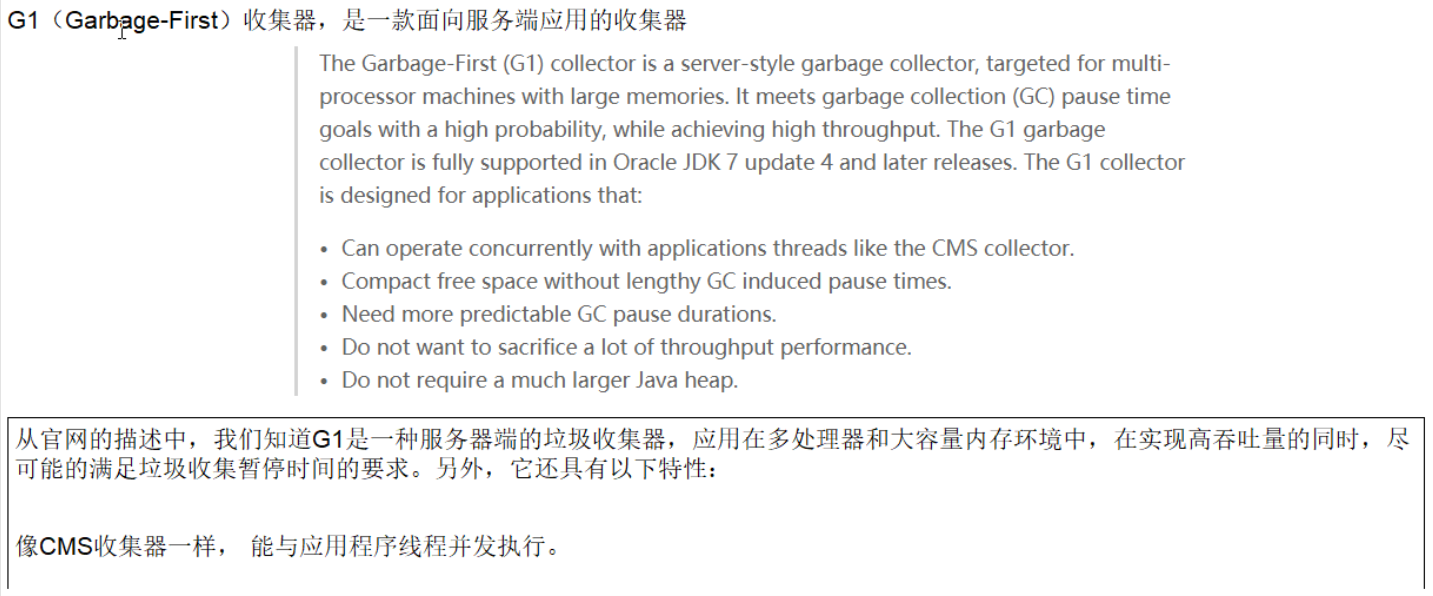 G1（Garbage-First）收集器，是一款面向服务端应用的收集器
The Garbage-First (G1) collector is a server-style garbage collector, targeted for multi-
processor machines with large memories. It meets garbage collection (GC) pause time
goals with a high probability, while achieving high throughput. The G1 garbage
collector is fully supported in Oracle JDK 7 update 4 and later releases. The G1 collector
is designed for applications that:
• Can operate concurrently with applications threads like the CMS collector.
• Compact free space without lengthy GC induced pause times.
• Need more predictable GC pause durations.
• Do not want to sacrifice a lot of throughput performance.
• Do not require a much larger Java heap.
从官网的描述中，我们知道G1是一种服务器端的垃圾收集器，应用在多处理器和大容量内存环境中，在实现高吞吐量的同时，尽
可能的满足垃圾收集暂停时间的要求。另外，它还具有以下特性：
像CMS收集器一样， 能与应用程序线程并发执行。